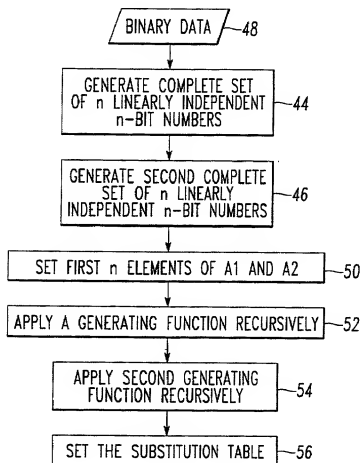 BINARY DATA 48
GENERATE COMPLETE SET
OF n LINEARLY INDEPENDENT
n-BIT NUMBERS 44
GENERATE SECOND COMPLETE
SET OF n LINEARLY
INDEPENDENT n-BIT NUMBERS 46
SET FIRST n ELEMENTS OF A1 AND A2 50
APPLY A GENERATING FUNCTION RECURSIVELY 52
APPLY SECOND GENERATING
FUNCTION RECURSIVELY 54
SET THE SUBSTITUTION TABLE 56